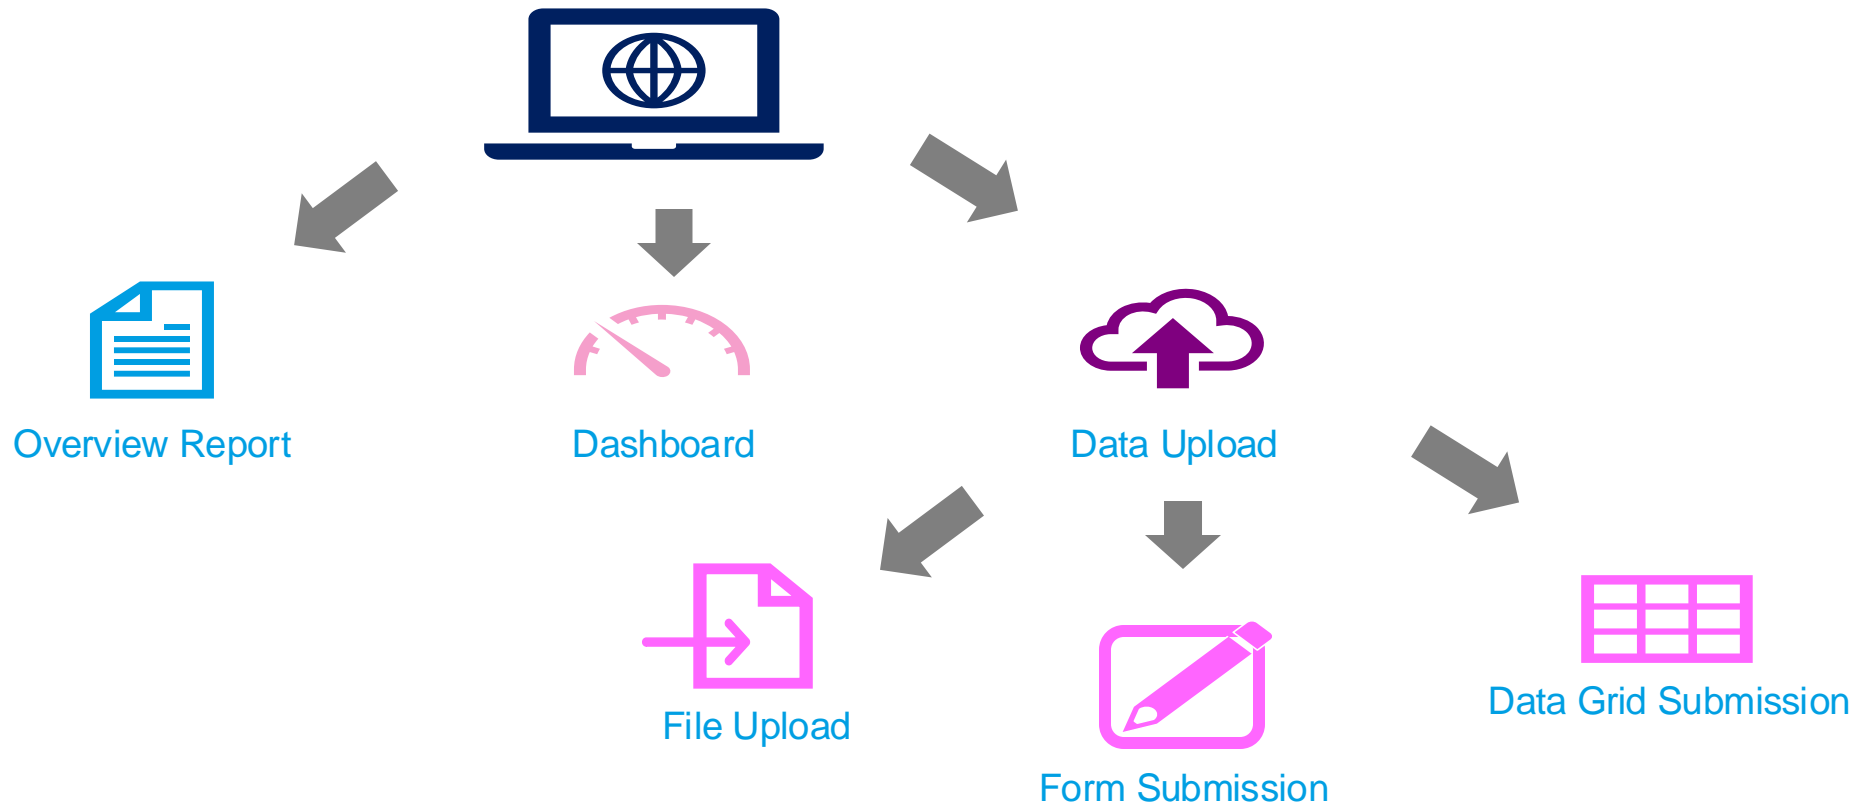 Overview Report
Dashboard
Data Upload
File Upload
Form Submission
Data Grid Submission